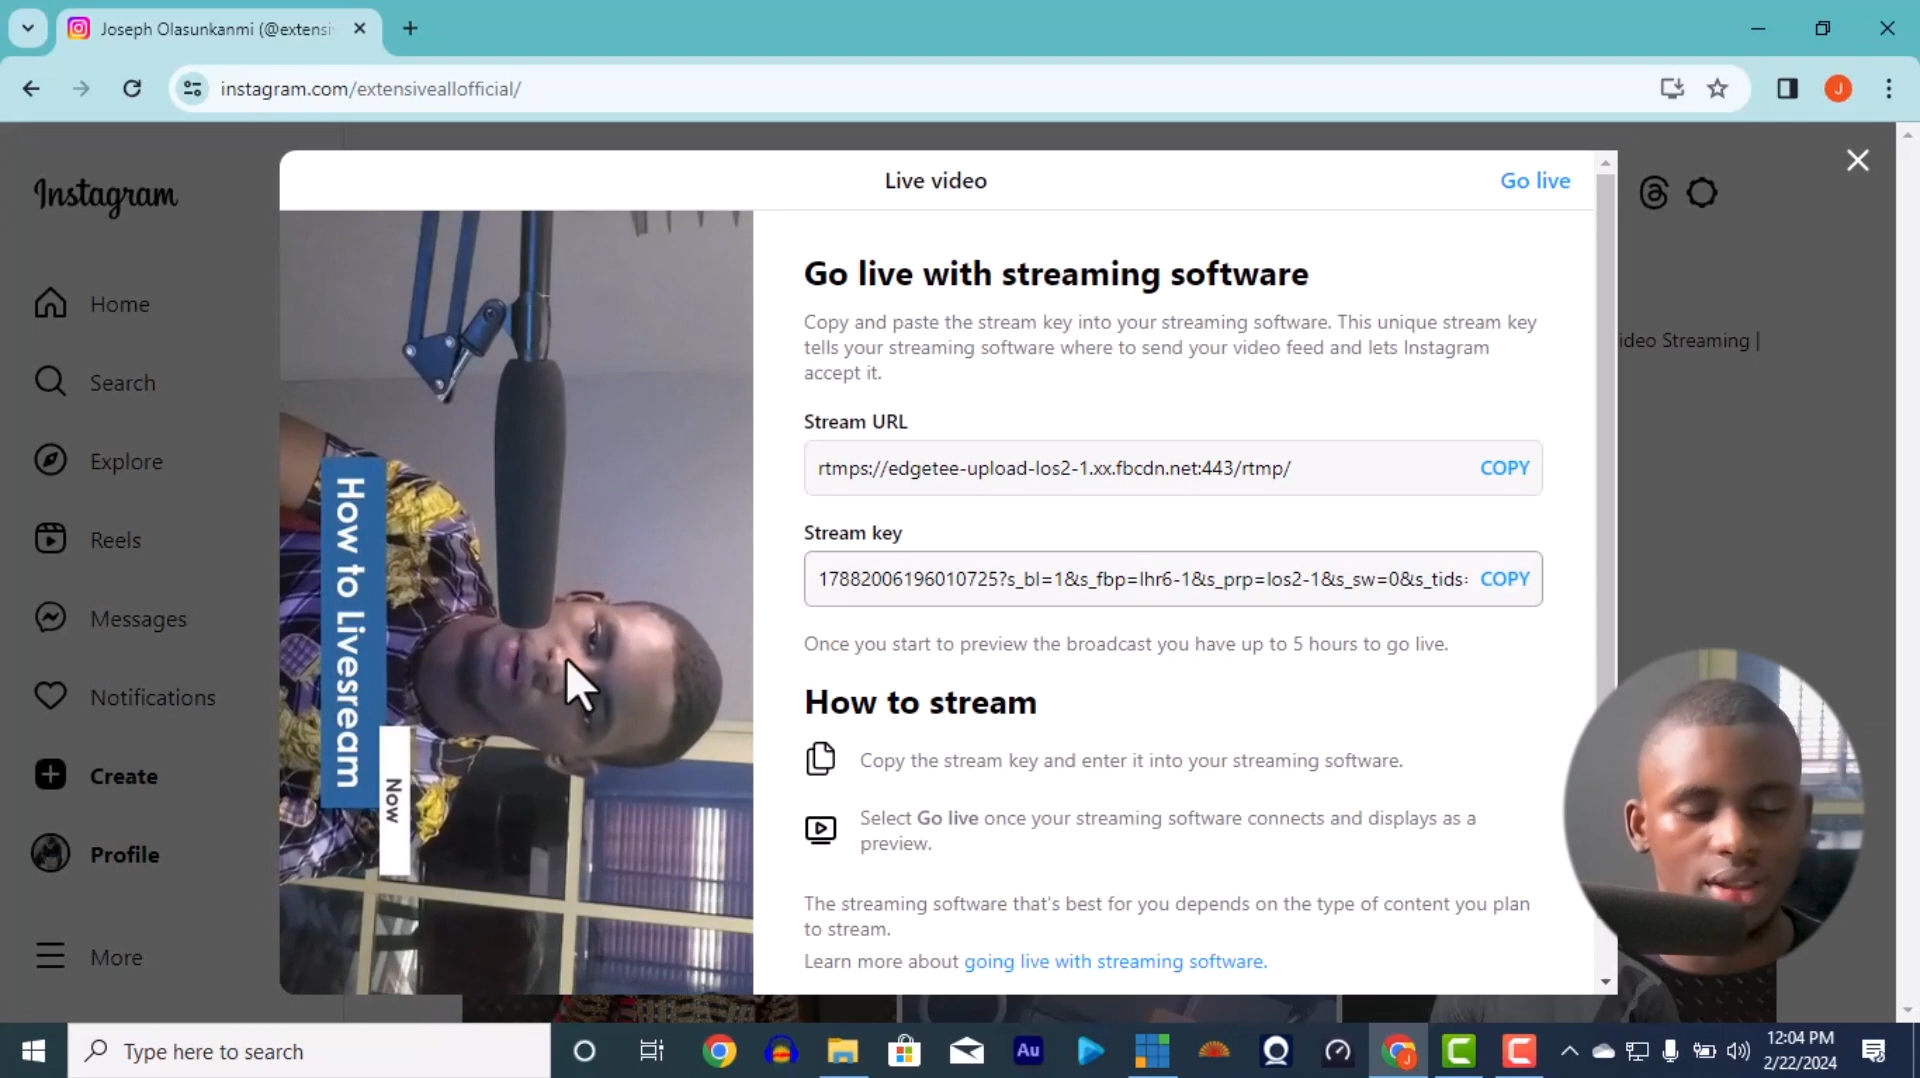 Joseph Olasunkanmi (@extensi
instagram.com/extensiveallofficial/
J
Instagram
Home
Search
Explore
Reels
Messages
Notifications
Create
Profile
More
Live video
Go live
Go live with streaming software
Copy and paste the stream key into your streaming software. This unique stream key
tells your streaming software where to send your video feed and lets Instagram
accept it.
Stream URL
rtmps://edgetee-upload-los2-1.xx.fbcdn.net:443/rtmp/
COPY
Stream key
17882006196010725?s_bl=1&s_fbp=lhr6-1&s_prp=los2-1&s_sw=0&s_tids:
COPY
Once you start to preview the broadcast you have up to 5 hours to go live.
How to stream
Copy the stream key and enter it into your streaming software.
Select Go live once your streaming software connects and displays as a
preview.
The streaming software that's best for you depends on the type of content you plan
to stream.
Learn more about going live with streaming software.
How to Livesream
Now
ideo Streaming |
Type here to search
Au
J
12:04 PM
2/22/2024